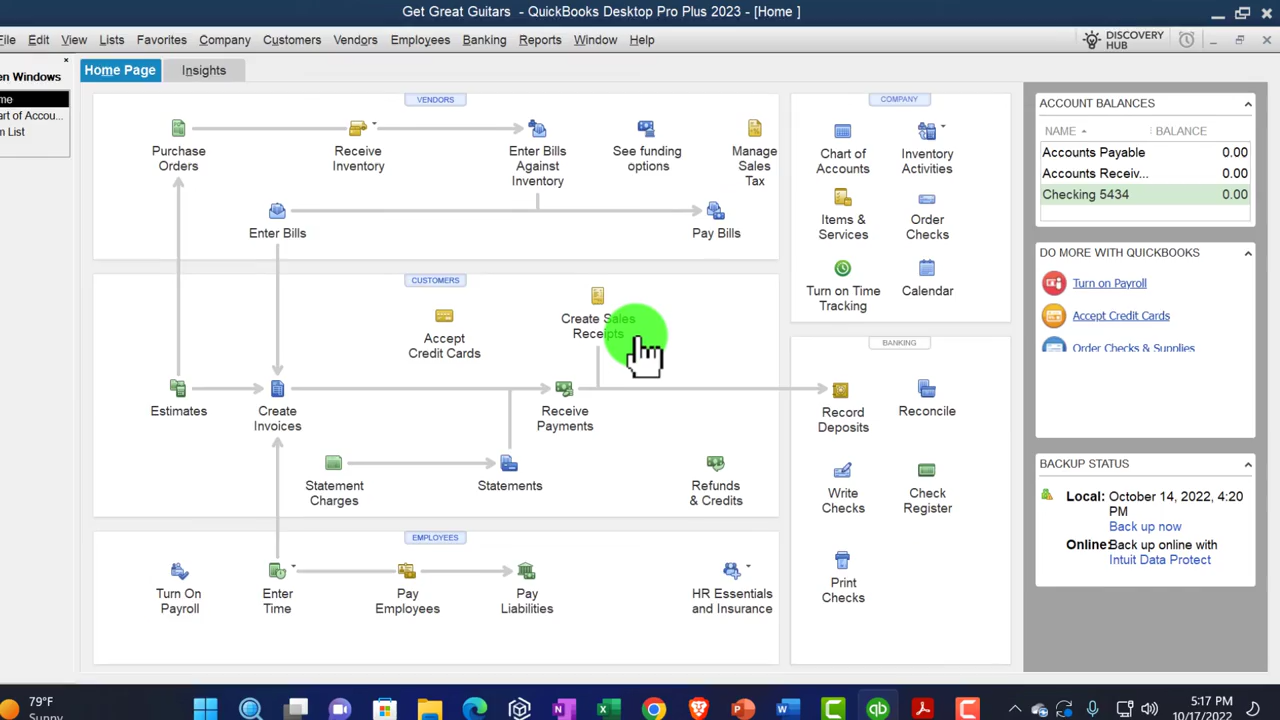 Get Great Guitars - QuickBooks Desktop Pro Plus 2023 - [Home ]
File Edit View Lists Favorites Company Customers Vendors Employees Banking Reports Window Help
DISCOVERY
HUB
en Windows
me
hart of Accou...
m List
Home Page Insights
VENDORS
Purchase
Orders
Receive
Inventory
Enter Bills
Against
Inventory
See funding
options
Manage
Sales
Tax
Enter Bills
Pay Bills
CUSTOMERS
Accept
Credit Cards
Create Sales
Receipts
Estimates
Create
Invoices
Receive
Payments
Statement
Charges
Statements
Refunds
& Credits
EMPLOYEES
Turn On
Payroll
Enter
Time
Pay
Employees
Pay
Liabilities
HR Essentials
and Insurance
COMPANY
Chart of
Accounts
Inventory
Activities
Items &
Services
Order
Checks
Turn on Time
Tracking
Calendar
BANKING
Record
Deposits
Reconcile
Write
Checks
Check
Register
Print
Checks
ACCOUNT BALANCES
NAME BALANCE
Accounts Payable 0.00
Accounts Receiv... 0.00
Checking 5434 0.00
DO MORE WITH QUICKBOOKS
Turn on Payroll
Accept Credit Cards
Order Checks & Supplies
BACKUP STATUS
Local: October 14, 2022, 4:20
PM
Back up now
Online: Back up online with
Intuit Data Protect
79°F
Sunny
5:17 PM
10/17/2022